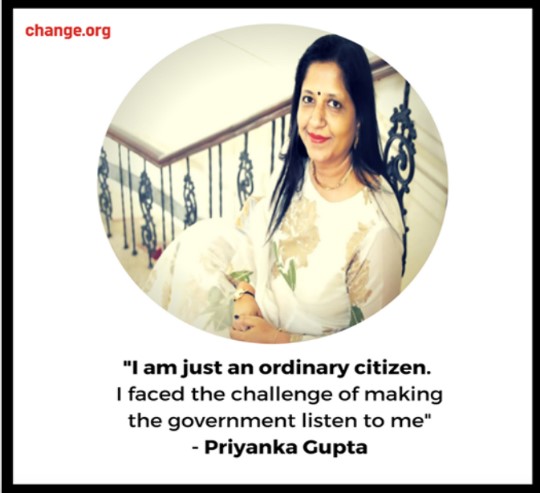 change.org
"I am just an ordinary citizen.
I faced the challenge of making
the government listen to me"
- Priyanka Gupta